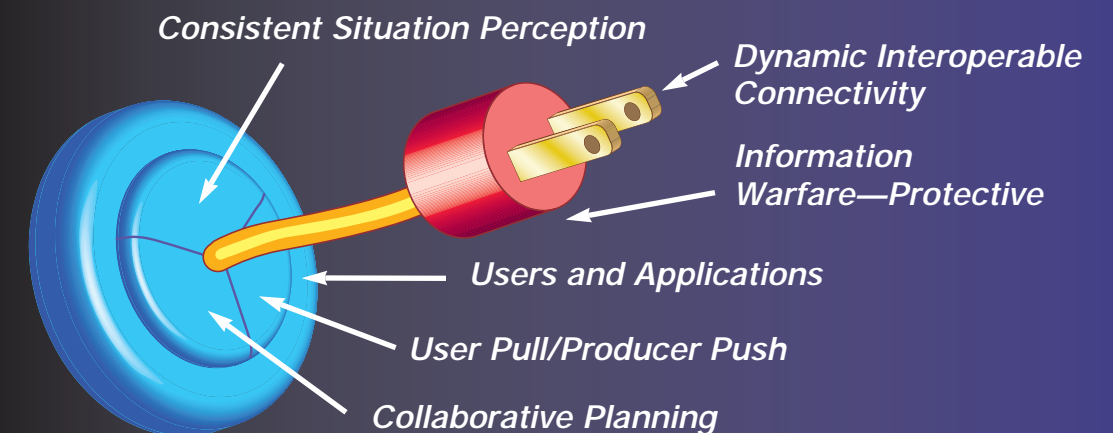 Consistent Situation Perception
Dynamic Interoperable
Connectivity
Information
Warfare—Protective
Users and Applications
User Pull/Producer Push
Collaborative Planning